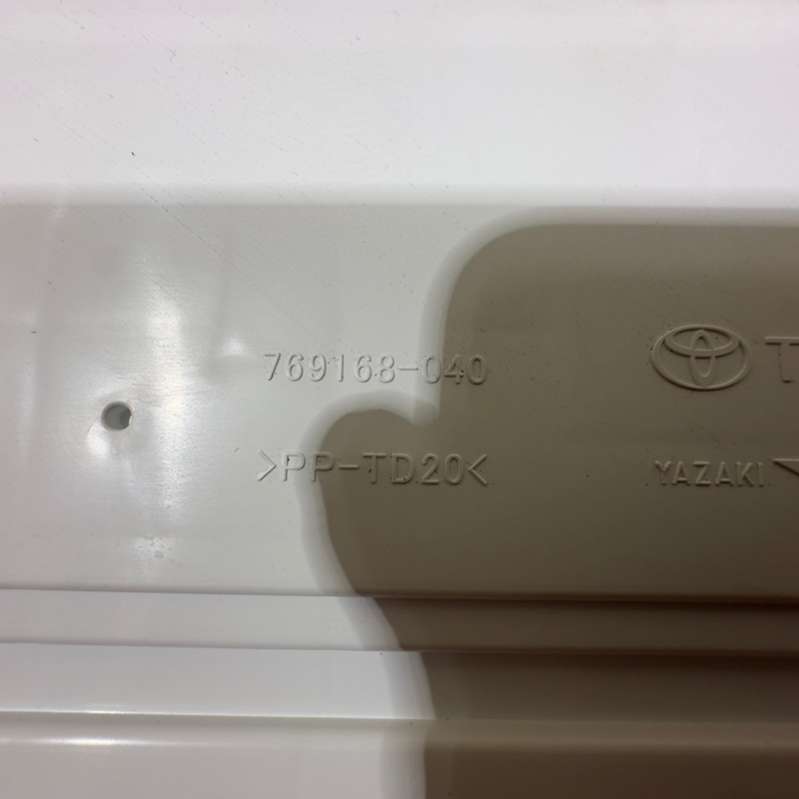 769168-040
>PP-TD20<
T
YAZAKI